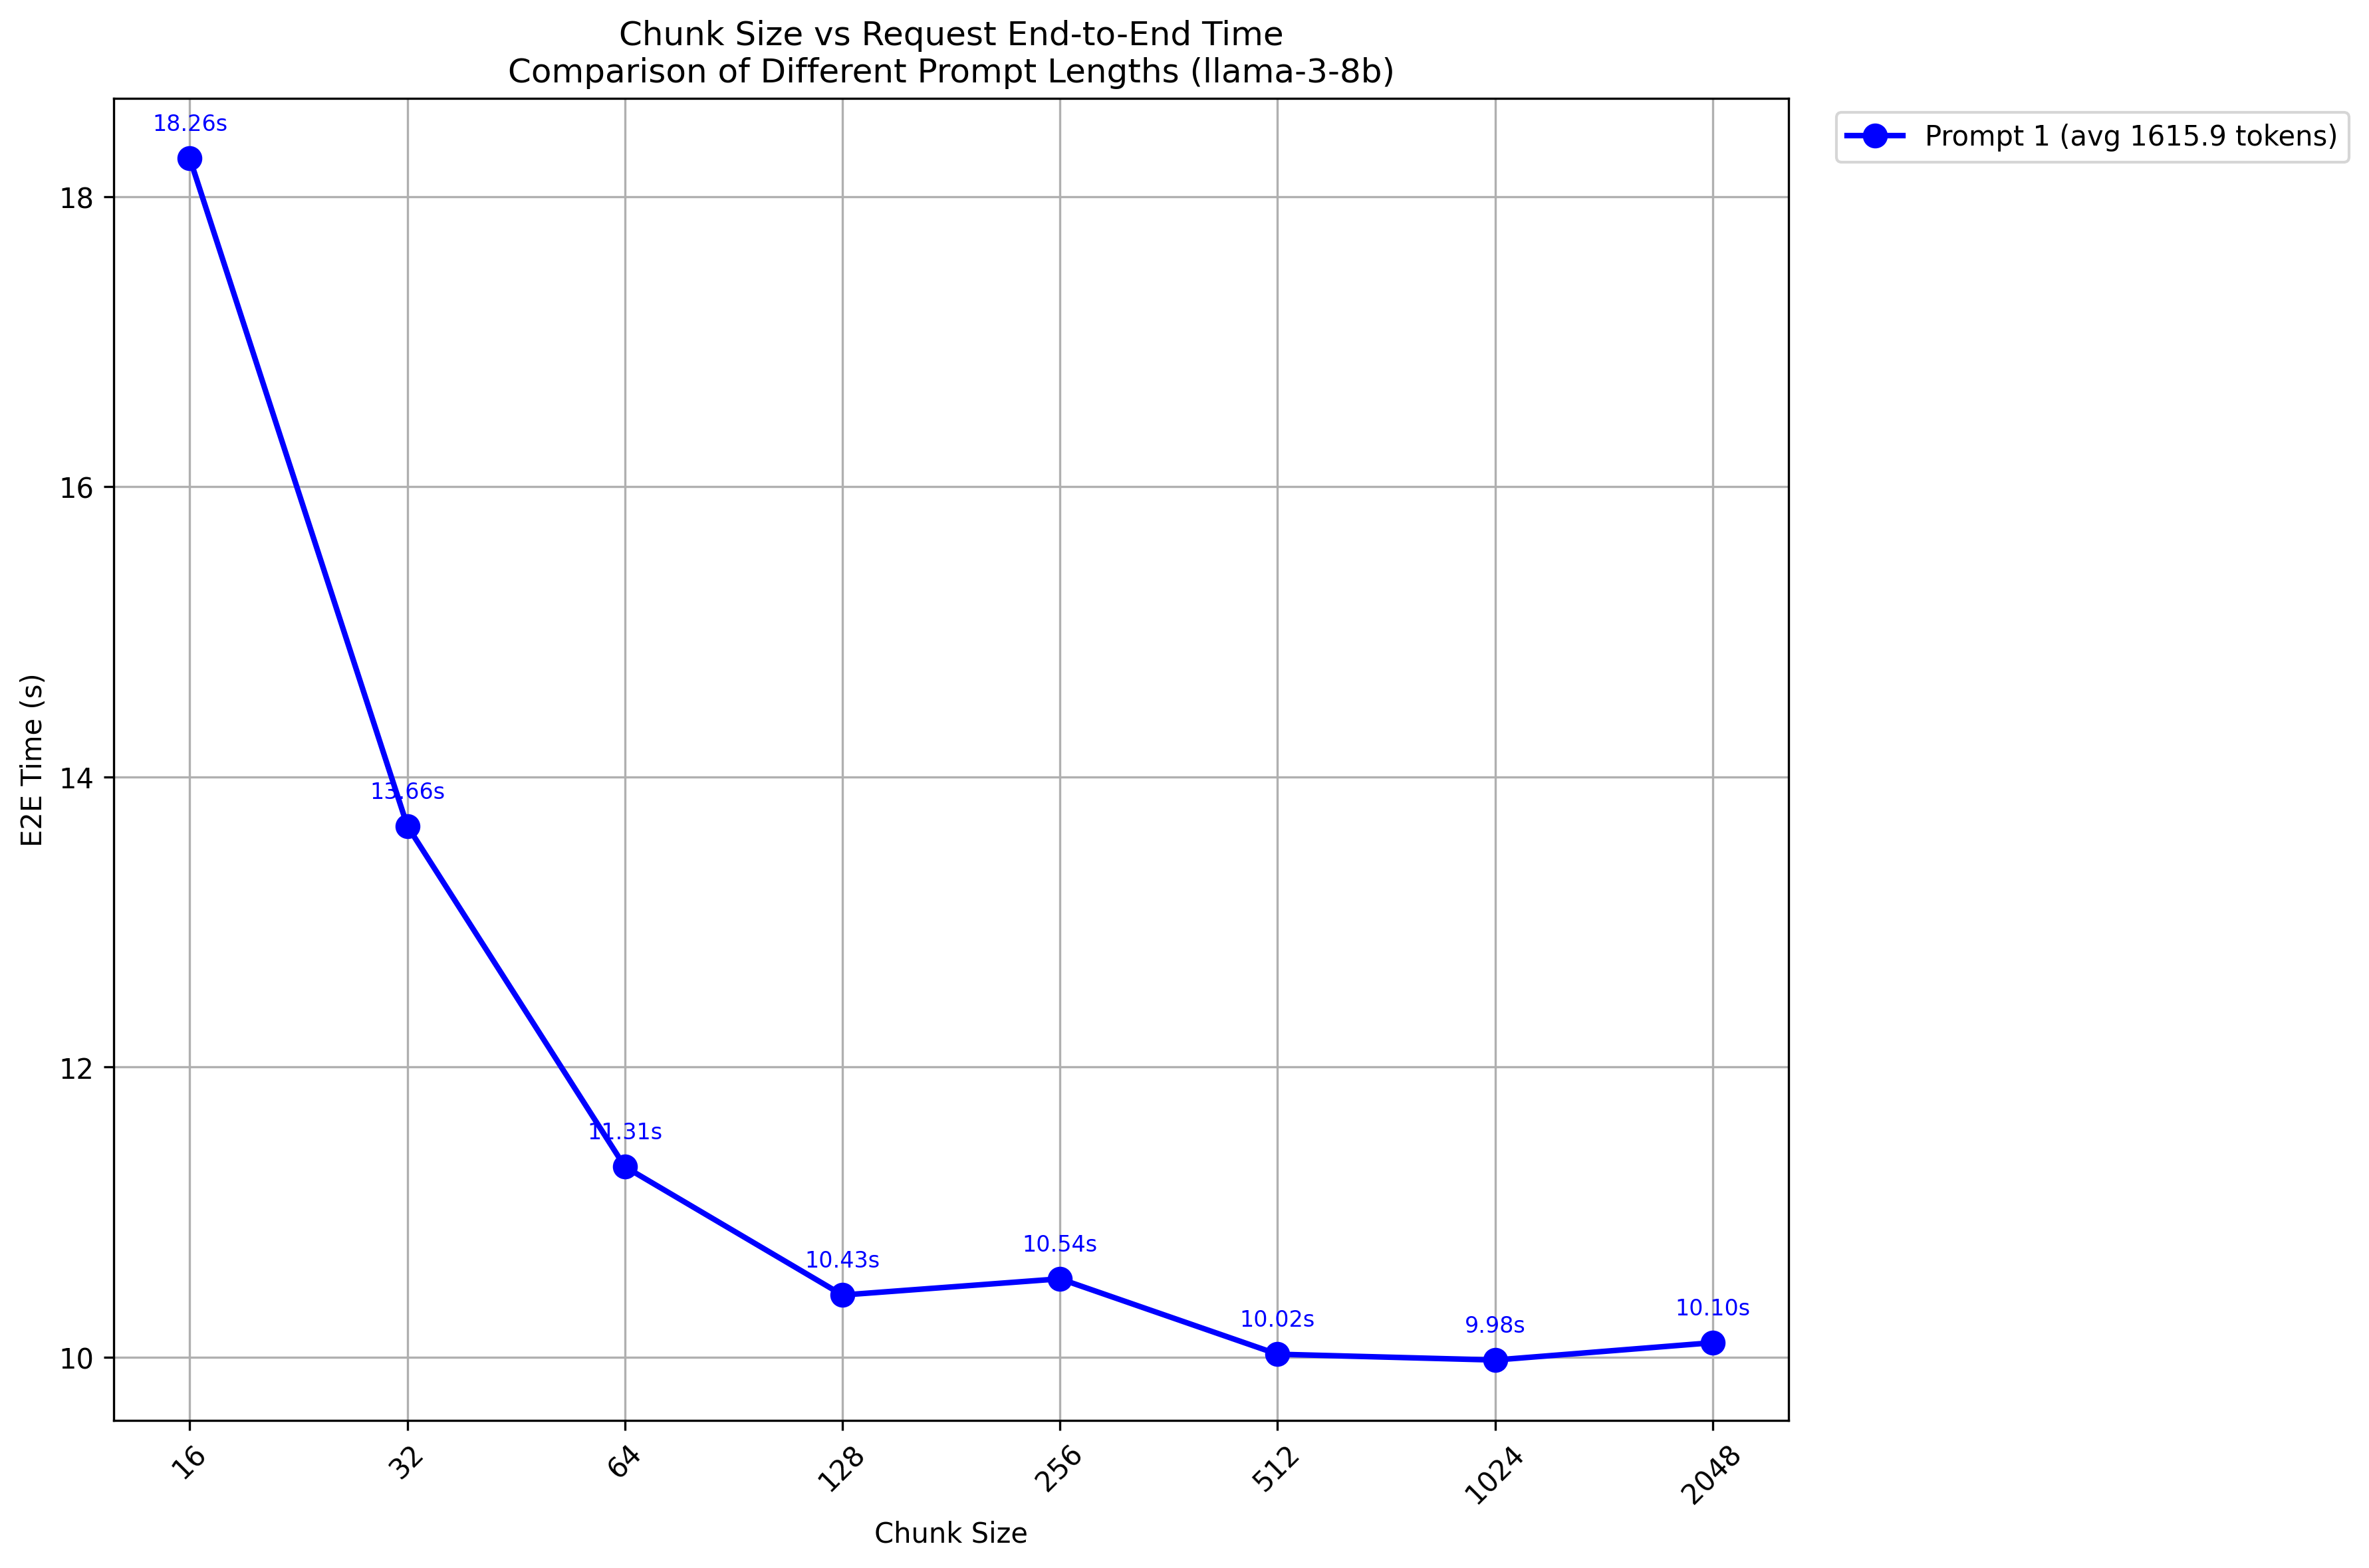 Chunk Size vs Request End-to-End Time
Comparison of Different Prompt Lengths (llama-3-8b)
Prompt 1 (avg 1615.9 tokens)
E2E Time (s)
18
16
14
12
10
18.26s
13.66s
11.31s
10.43s
10.54s
10.02s
9.98s
10.10s
16
32
64
128
256
512
1024
2048
Chunk Size